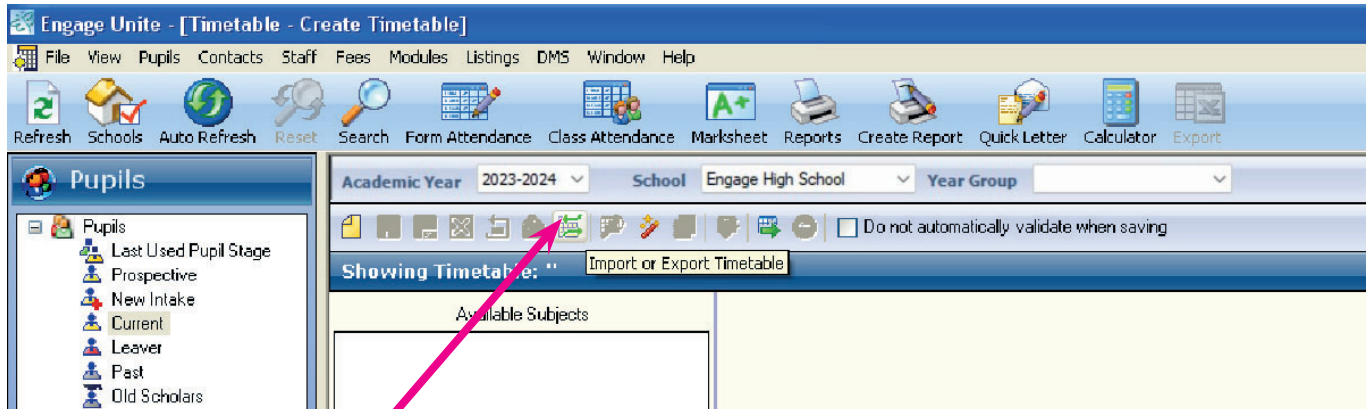 Engage Unite - [Timetable - Create Timetable]
File View Pupils Contacts Staff Fees Modules Listings DMS Window Help
Refresh Schools Auto Refresh Reset Search Form Attendance Class Attendance Marksheet Reports Create Report Quick Letter Calculator Export
Pupils
Academic Year 2023-2024 School Engage High School Year Group
Do not automatically validate when saving
Import or Export Timetable
Showing Timetable: ''
Available Subjects
Pupils
Last Used Pupil Stage
Prospective
New Intake
Current
Leaver
Past
Old Scholars